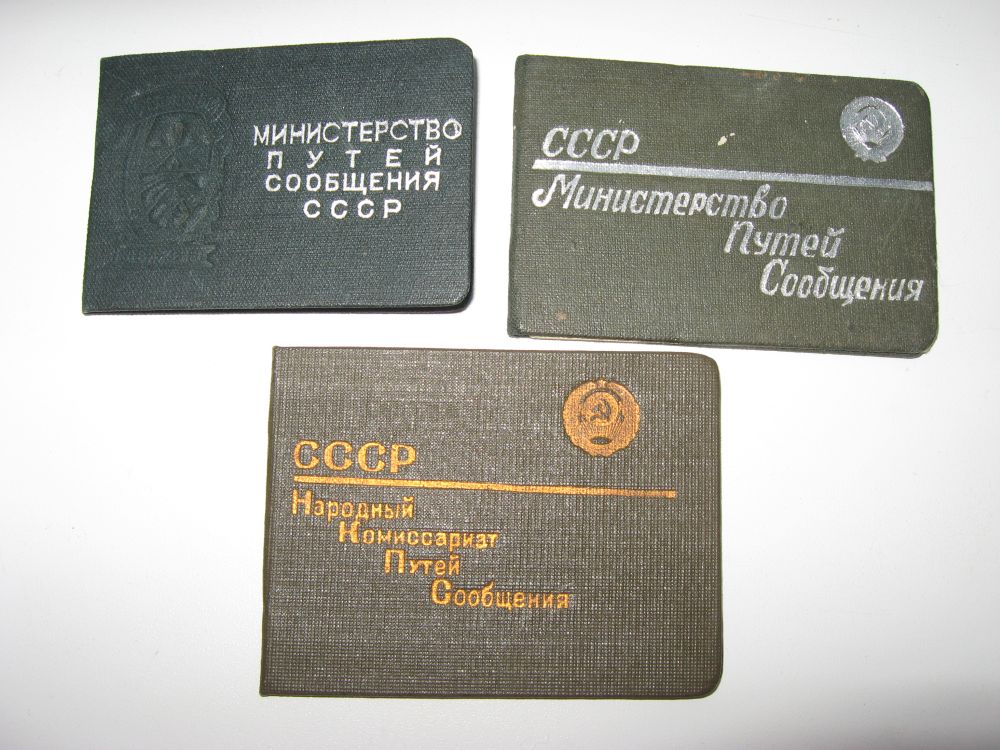 МИНИСТЕРСТВО
ПУТЕЙ
СООБЩЕНИЯ
СССР
СССР
Министерство
Путей
Сообщения
СССР
Народный
Комиссариат
Путей
Сообщения